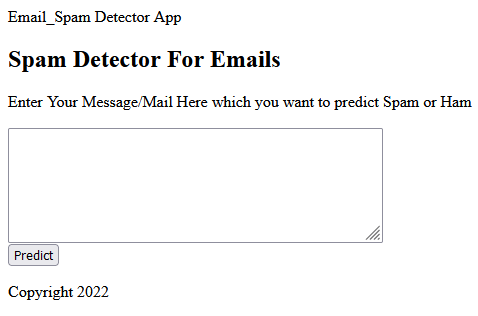 Email_Spam Detector App
Spam Detector For Emails
Enter Your Message/Mail Here which you want to predict Spam or Ham
Predict
Copyright 2022